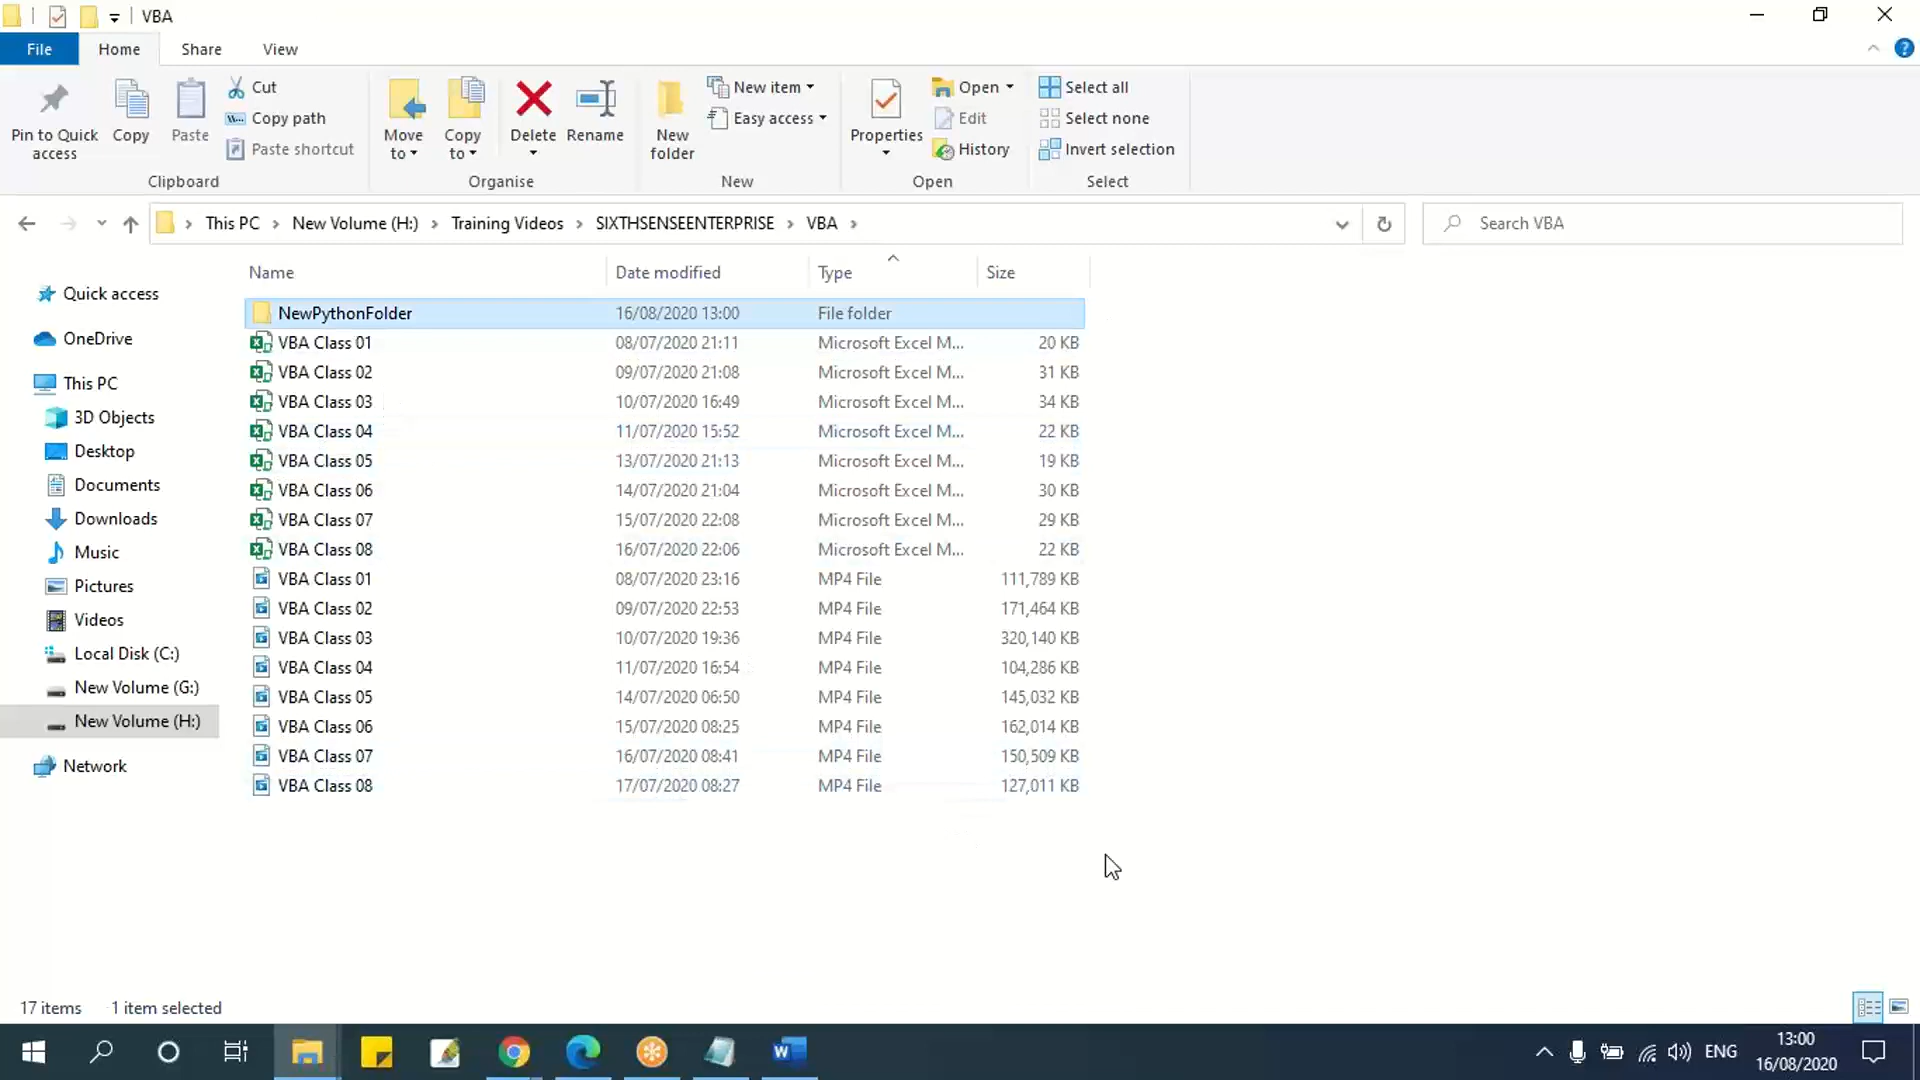 VBA
File Home Share View
Pin to Quick access
Copy
Paste
Cut
Copy path
Paste shortcut
Clipboard
Move to
Copy to
Delete
Rename
Organise
New folder
New item
Easy access
New
Properties
Open
Edit
History
Open
Select all
Select none
Invert selection
Select
This PC New Volume (H:) Training Videos SIXTHSENSEENTERPRISE VBA
Search VBA
Quick access
OneDrive
This PC
3D Objects
Desktop
Documents
Downloads
Music
Pictures
Videos
Local Disk (C:)
New Volume (G:)
New Volume (H:)
Network
Name Date modified Type Size
NewPythonFolder 16/08/2020 13:00 File folder
VBA Class 01 08/07/2020 21:11 Microsoft Excel M... 20 KB
VBA Class 02 09/07/2020 21:08 Microsoft Excel M... 31 KB
VBA Class 03 10/07/2020 16:49 Microsoft Excel M... 34 KB
VBA Class 04 11/07/2020 15:52 Microsoft Excel M... 22 KB
VBA Class 05 13/07/2020 21:13 Microsoft Excel M... 19 KB
VBA Class 06 14/07/2020 21:04 Microsoft Excel M... 30 KB
VBA Class 07 15/07/2020 22:08 Microsoft Excel M... 29 KB
VBA Class 08 16/07/2020 22:06 Microsoft Excel M... 22 KB
VBA Class 01 08/07/2020 23:16 MP4 File 111,789 KB
VBA Class 02 09/07/2020 22:53 MP4 File 171,464 KB
VBA Class 03 10/07/2020 19:36 MP4 File 320,140 KB
VBA Class 04 11/07/2020 16:54 MP4 File 104,286 KB
VBA Class 05 14/07/2020 06:50 MP4 File 145,032 KB
VBA Class 06 15/07/2020 08:25 MP4 File 162,014 KB
VBA Class 07 16/07/2020 08:41 MP4 File 150,509 KB
VBA Class 08 17/07/2020 08:27 MP4 File 127,011 KB
17 items 1 item selected
ENG
13:00
16/08/2020